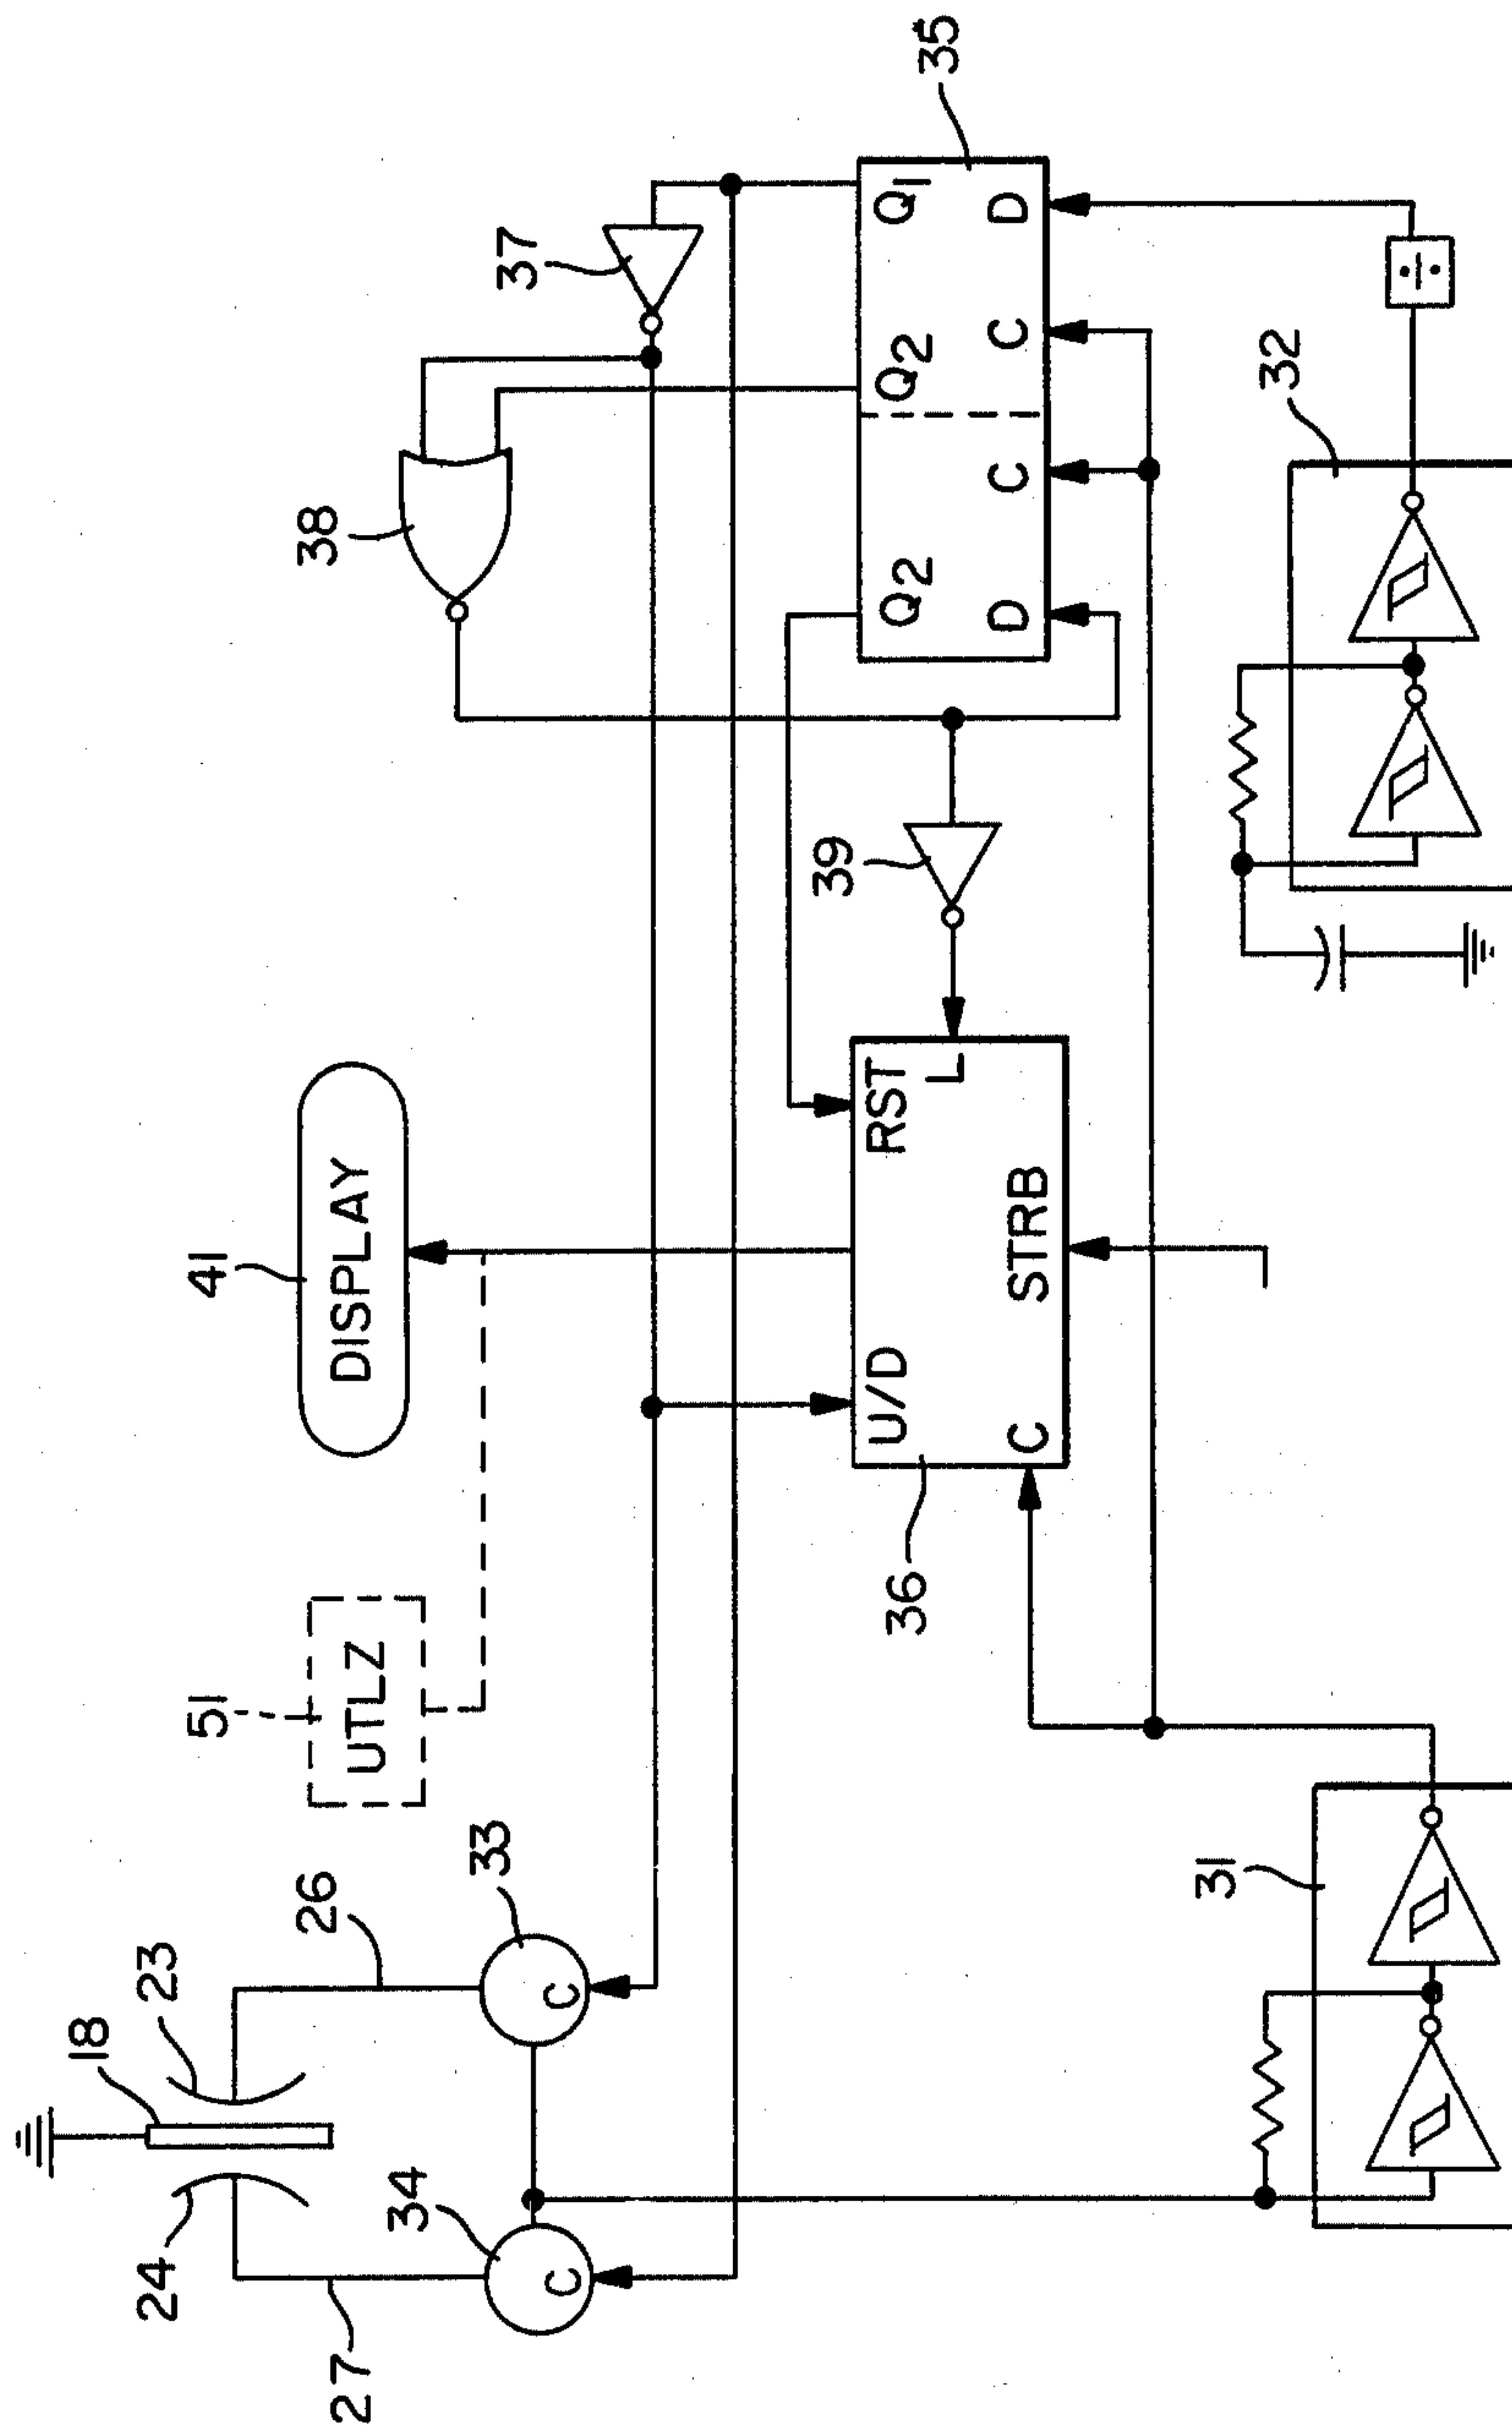 18
24
23
51
41
26
38
27
UTLZ
DISPLAY
34
33
37
C
C
39
U/D
RST
Q2
Q2
Q1
36
35
L
C
STRB
D
C
C
D
31
32
÷